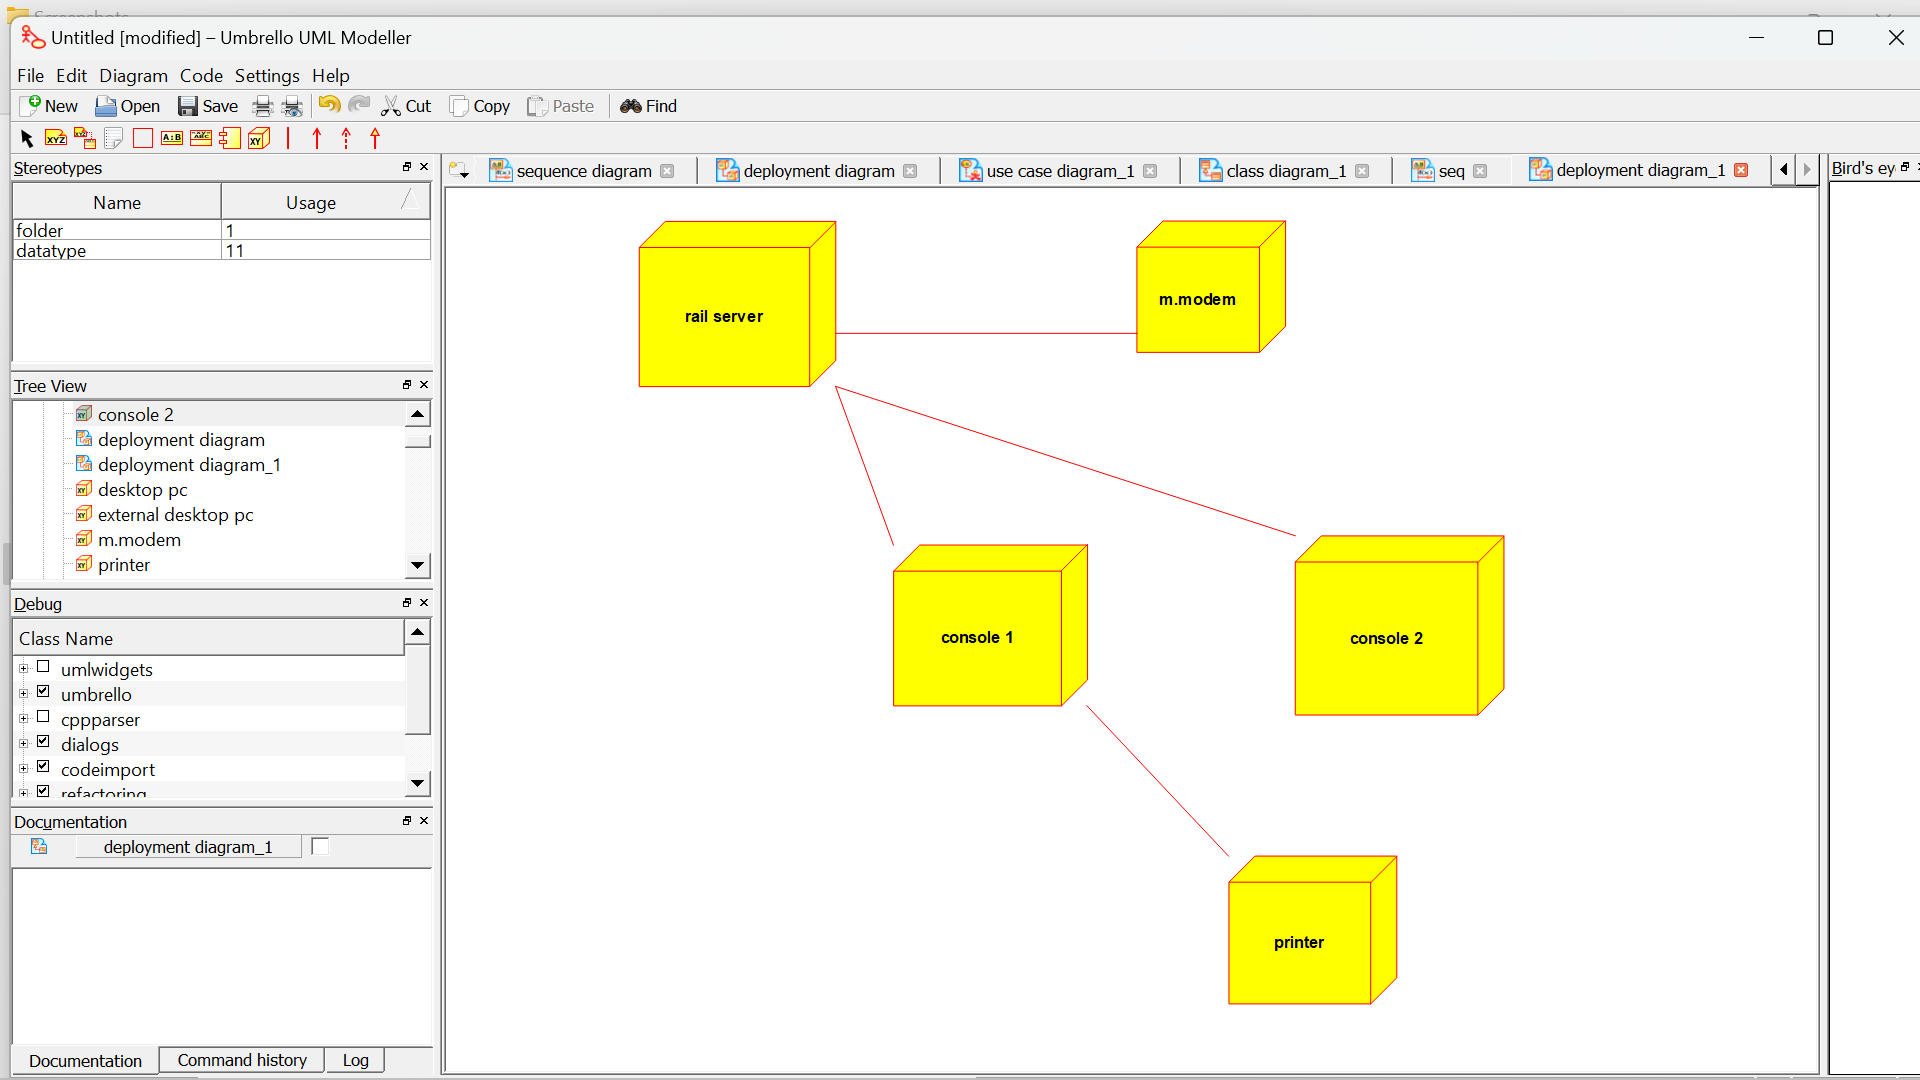 Screenshots
Untitled [modified] – Umbrello UML Modeller
File Edit Diagram Code Settings Help
New Open Save Cut Copy Paste Find
Stereotypes
Name Usage
folder 1
datatype 11
Tree View
console 2
deployment diagram
deployment diagram_1
desktop pc
external desktop pc
m.modem
printer
Debug
Class Name
umlwidgets
umbrello
cppparser
dialogs
codeimport
refactoring
Documentation
deployment diagram_1
Documentation Command history Log
sequence diagram deployment diagram use case diagram_1 class diagram_1 seq deployment diagram_1
Bird's ey
rail server
m.modem
console 1
console 2
printer